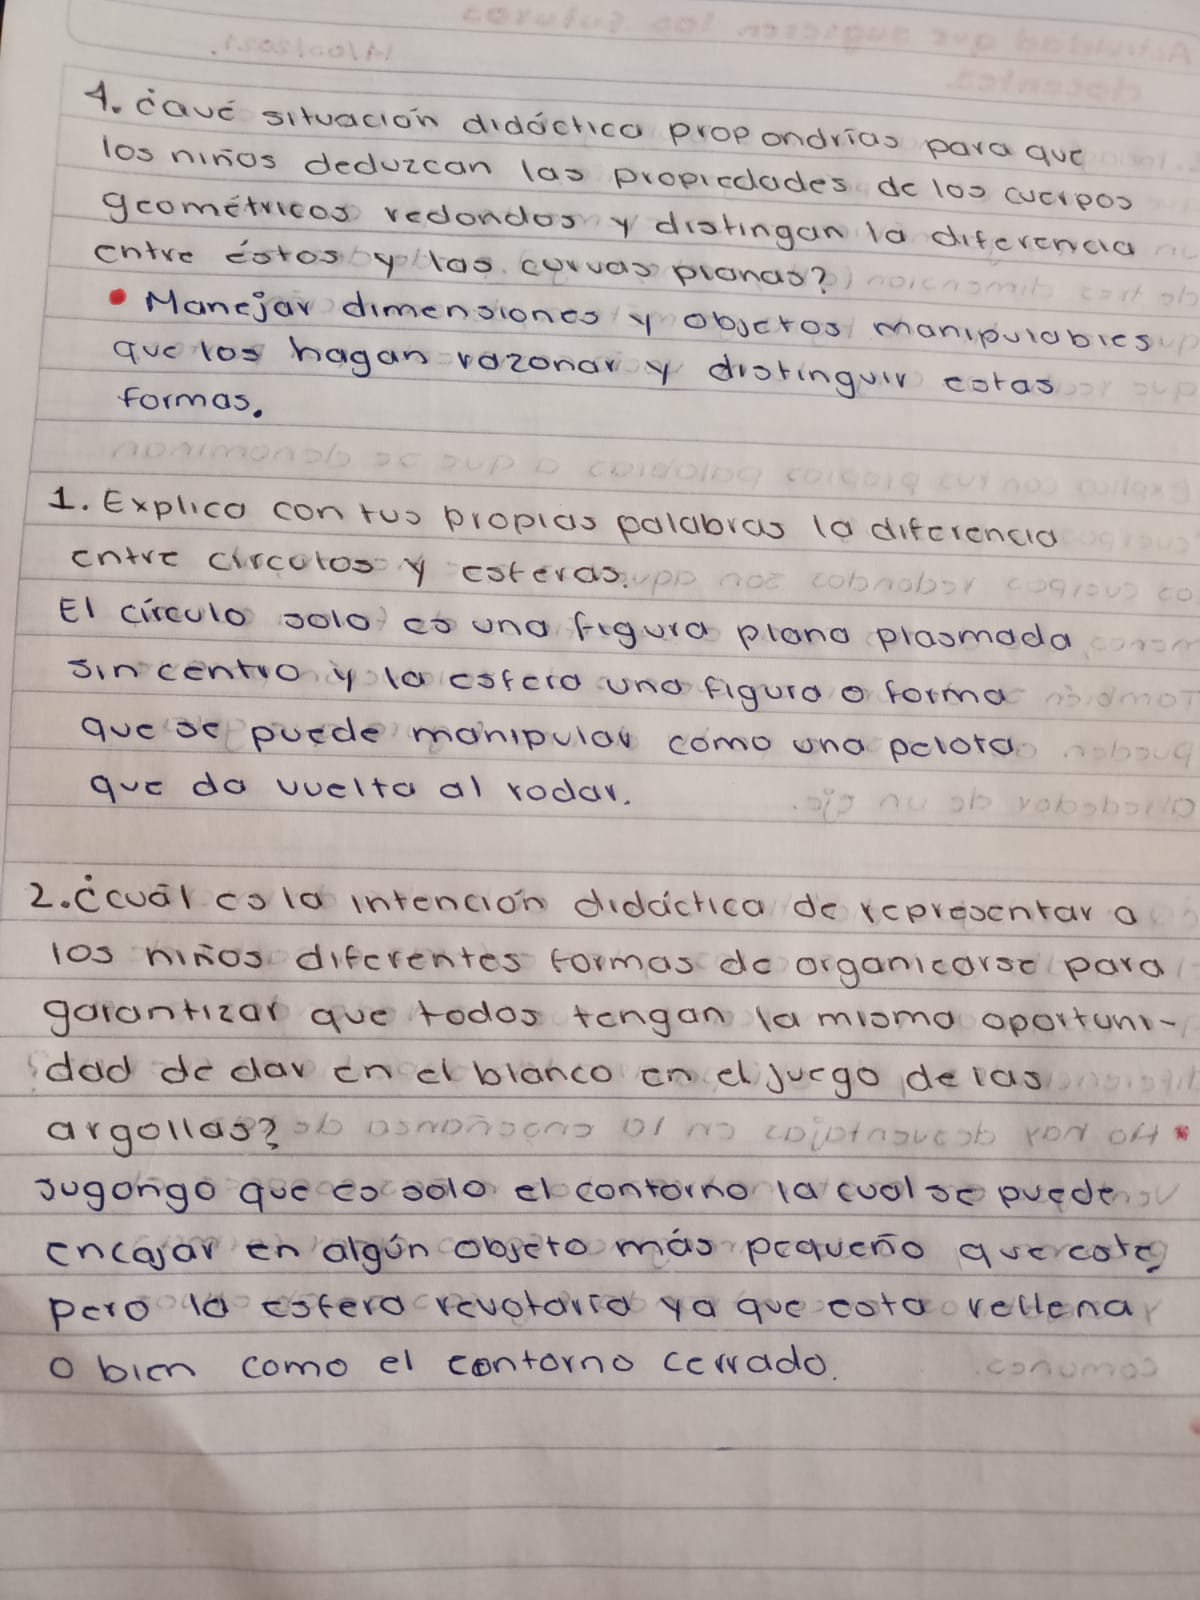 4. ¿Qué situación didáctica propondrías para que
los niños deduzcan las propiedades de los cuerpos
geométricos redondos y distingan la diferencia
entre éstos y las curvas planas?
• Manejar dimensiones y objetos manipulables
que los hagan razonar y distinguir estas
formas.
1. Explica con tus propias palabras la diferencia
entre círculos y esferas.
El círculo solo es una figura plana plasmada
sin centro y la esfera una figura o forma
que se puede manipular como una pelota
que da vuelta al rodar.
2. ¿Cuál es la intención didáctica de representar a
los niños diferentes formas de organicarse para
garantizar que todos tengan la misma oportuni-
dad de dar en el blanco en el juego de las
argollas?
Sugongo que es solo el contorno la cual se puede
encajar en algún objeto más pequeño que este,
pero la esfera revotaría ya que esta rellena
o bien como el contorno cerrado.